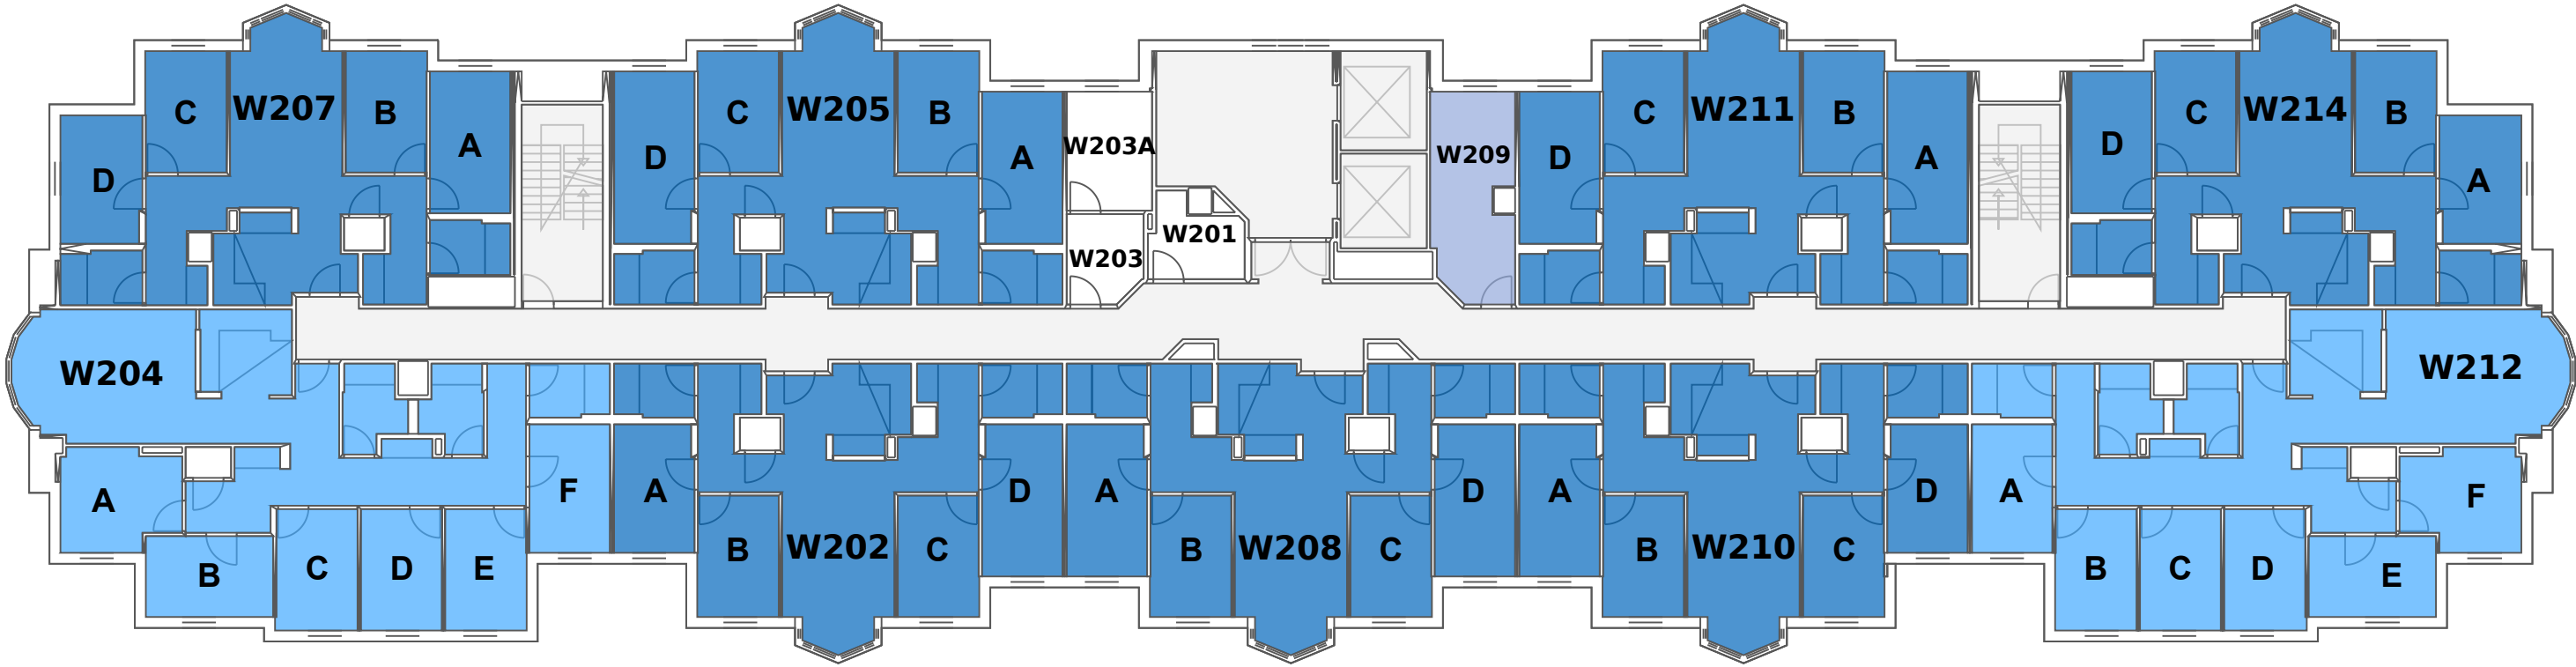 C W207 B A D
D C W205 B A
W203A
W203
W201
W209
D C W211 B A
D C W214 B A
W204
A B C D E F
A B W202 C D
A B W208 C D
A B W210 C D
W212
A B C D E F